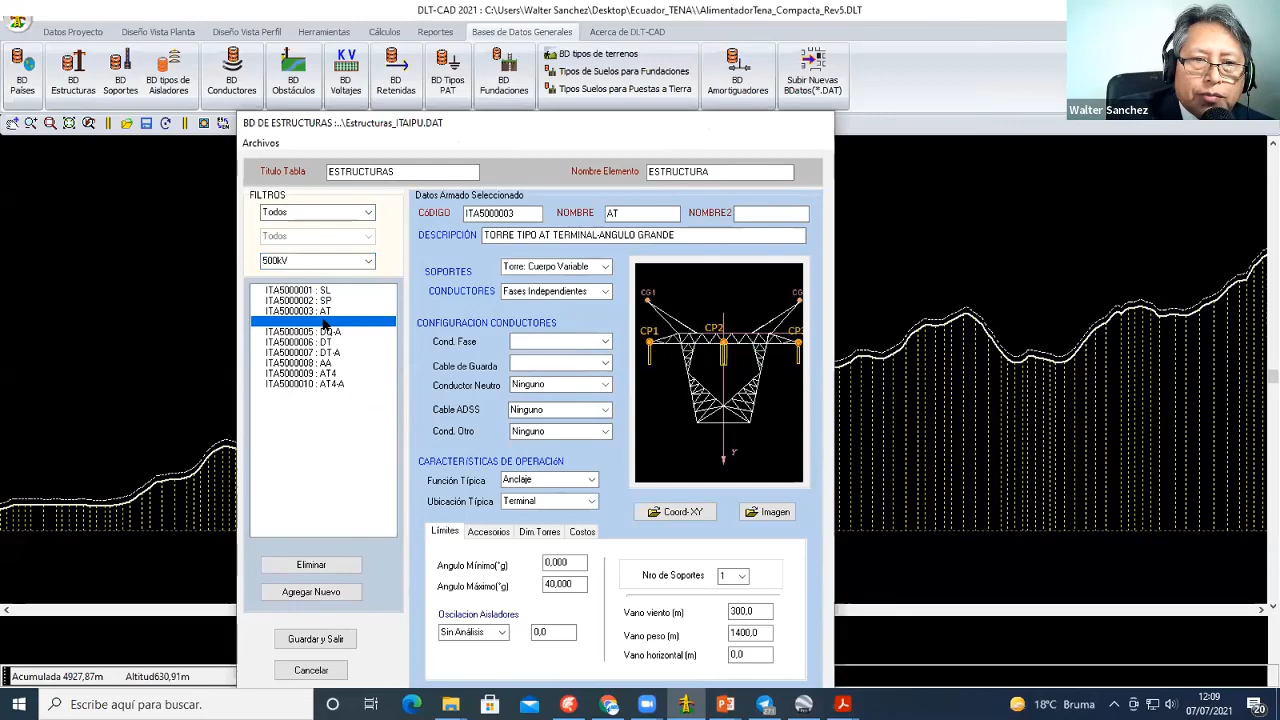 DLT-CAD 2021 : C:\Users\Walter Sanchez\Desktop\Ecuador_TENA\\AlimentadorTena_Compacta_Rev5.DLT
Datos Proyecto Diseño Vista Planta Diseño Vista Perfil Herramientas Cálculos Reportes Bases de Datos Generales Acerca de DLT-CAD
BD Países
BD Estructuras
BD Soportes
BD tipos de Aisladores
BD Conductores
BD Obstáculos
KV
BD Voltajes
BD Retenidas
BD Tipos PAT
BD Fundaciones
BD tipos de terrenos
Tipos de Suelos para Fundaciones
Tipos Suelos para Puestas a Tierra
BD Amortiguadores
Subir Nuevas BDatos(*.DAT)
Walter Sanchez
BD DE ESTRUCTURAS :..\Estructuras_ITAIPU.DAT
Archivos
Titulo Tabla ESTRUCTURAS Nombre Elemento ESTRUCTURA
FILTROS
Todos
Todos
500kV
ITA5000001 : SL
ITA5000002 : SP
ITA5000003 : AT
ITA5000005 : DQ-A
ITA5000006 : DT
ITA5000007 : DT-A
ITA5000008 : AA
ITA5000009 : AT4
ITA5000010 : AT4-A
Eliminar
Agregar Nuevo
Guardar y Salir
Cancelar
Datos Armado Seleccionado
CóDIGO ITA5000003 NOMBRE AT NOMBRE2
DESCRIPCIÓN TORRE TIPO AT TERMINAL-ANGULO GRANDE
SOPORTES Torre: Cuerpo Variable
CONDUCTORES Fases Independientes
CONFIGURACION CONDUCTORES
Cond. Fase
Cable de Guarda
Conductor Neutro Ninguno
Cable ADSS Ninguno
Cond. Otro Ninguno
CARACTERíSTICAS DE OPERACIóN
Función Típica Anclaje
Ubicación Típica Terminal
CG1
CP1 CP2
Y
Coord-XY Imagen
Límites Accesorios Dim.Torres Costos
Angulo Mínimo(°g) 0,000
Angulo Máximo(°g) 40,000
Oscilacion Aisladores
Sin Análisis 0,0
Nro de Soportes 1
Vano viento (m) 300,0
Vano peso (m) 1400,0
Vano horizontal (m) 0,0
Acumulada 4927,87m Altitud630,91m
Escribe aquí para buscar.
18°C Bruma
12:09
07/07/2021
20